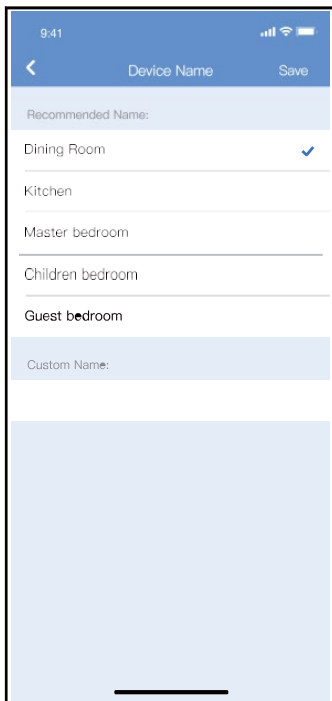 9:41
Device Name Save
Recommended Name:
Dining Room
Kitchen
Master bedroom
Children bedroom
Guest bedroom
Custom Name: